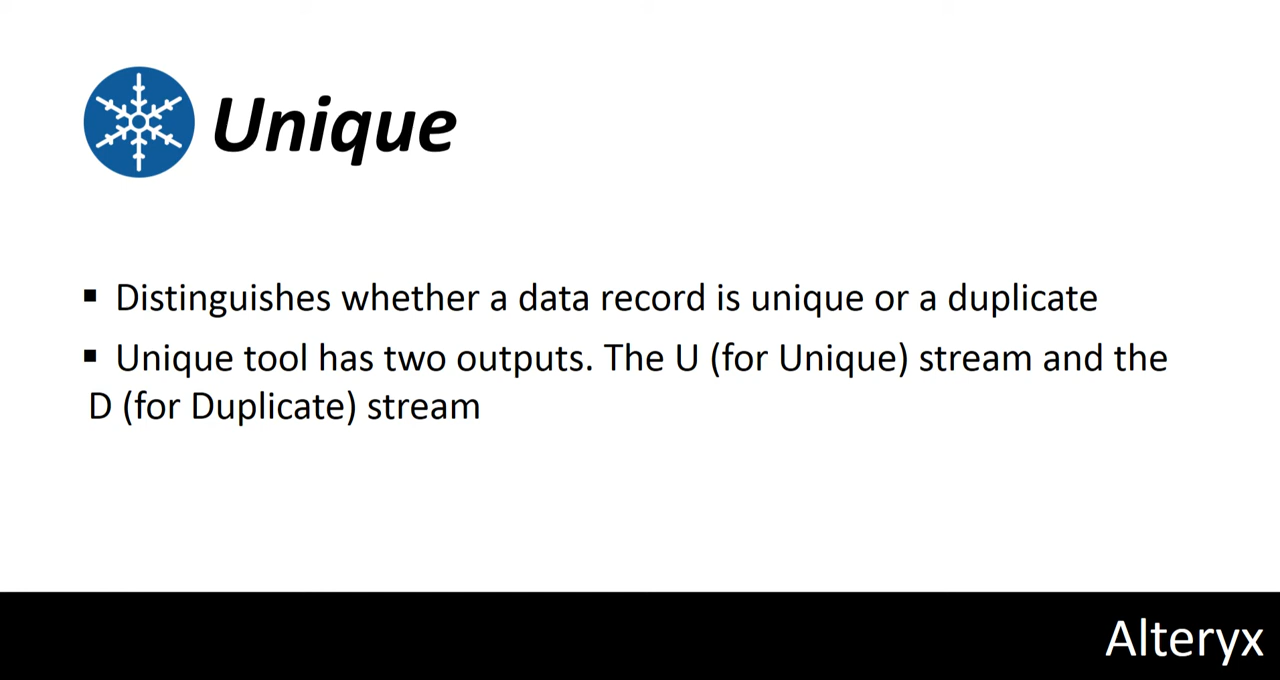 Unique
▪ Distinguishes whether a data record is unique or a duplicate
▪ Unique tool has two outputs. The U (for Unique) stream and the
D (for Duplicate) stream
Alteryx